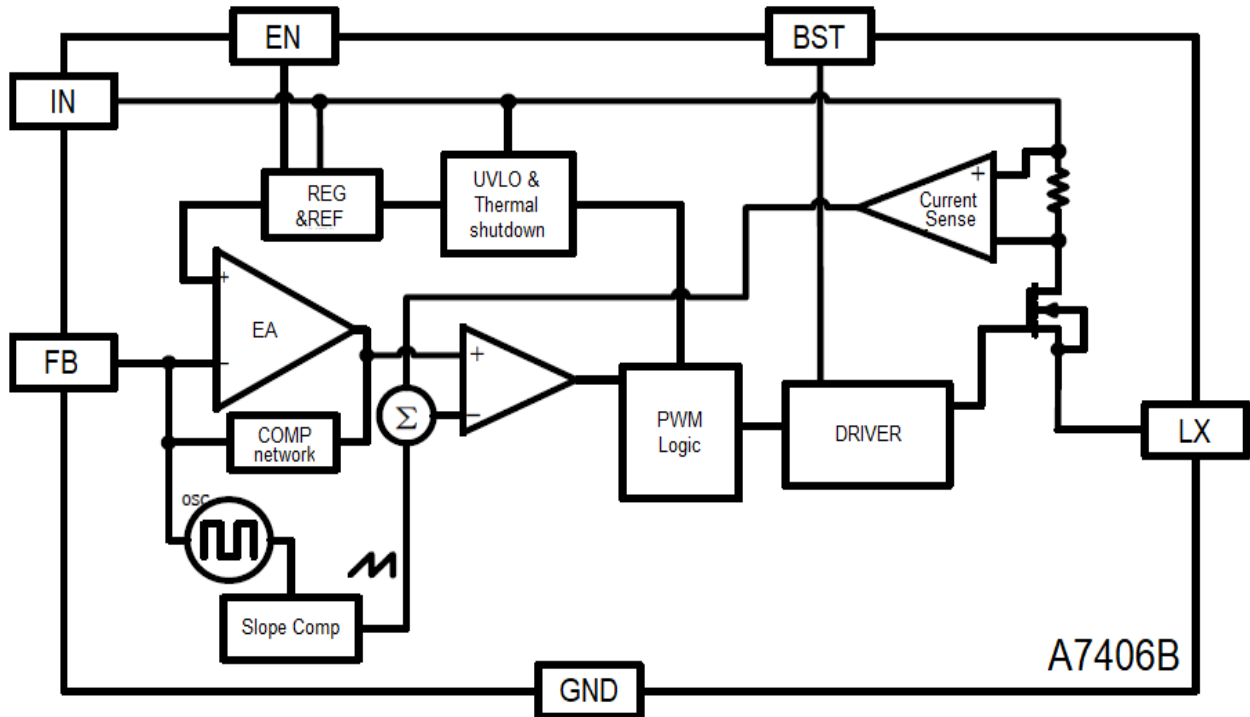 EN
BST
IN
REG
&REF
UVLO &
Thermal
shutdown
+
Current
Sense
+
EA
−
FB
+
−
Σ
COMP
network
PWM
Logic
DRIVER
LX
osc
Slope Comp
A7406B
GND